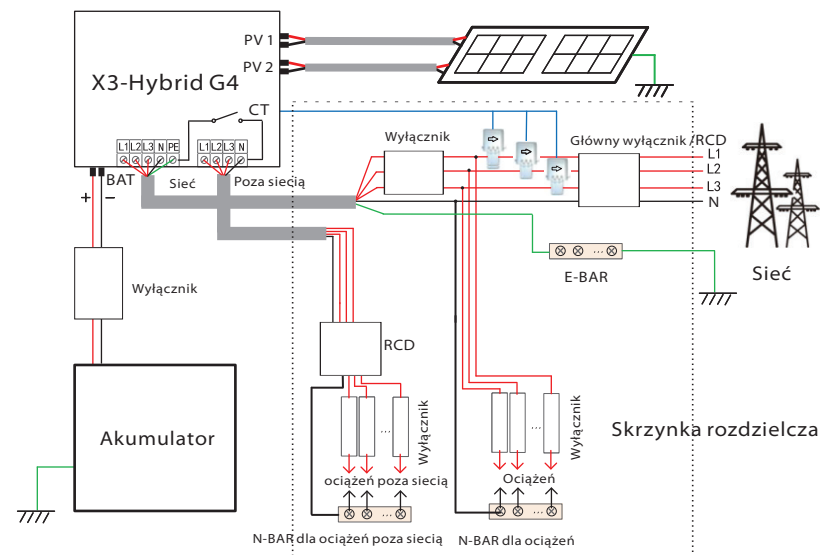 PV 1
PV 2
X3-Hybrid G4
CT
L1 L2 L3 N PE
L1 L2 L3 N
BAT
Sieć
Poza siecią
+ −
Wyłącznik
Główny wyłącznik /RCD
L1
L2
L3
N
Sieć
E-BAR
Wyłącznik
RCD
Akumulator
Wyłącznik
Wyłącznik
Skrzynka rozdzielcza
...
...
...
ociążeń poza siecią
Ociążeń
...
...
N-BAR dla ociążeń poza siecią
N-BAR dla ociążeń